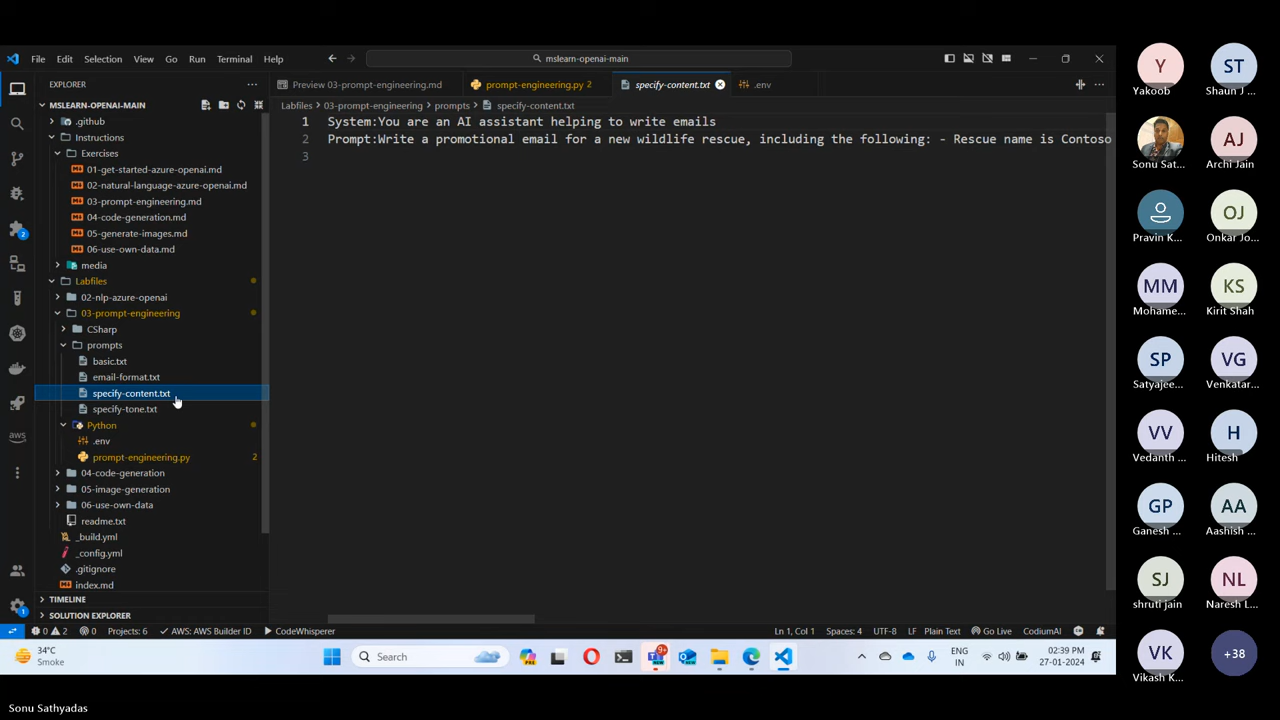 File Edit Selection View Go Run Terminal Help
mslearn-openai-main
EXPLORER
Preview 03-prompt-engineering.md
prompt-engineering.py 2
specify-content.txt
.env
MSLEARN-OPENAI-MAIN
Labfiles > 03-prompt-engineering > prompts > specify-content.txt
1 System:You are an AI assistant helping to write emails
2 Prompt:Write a promotional email for a new wildlife rescue, including the following: - Rescue name is Contoso
3
.github
Instructions
Exercises
01-get-started-azure-openai.md
02-natural-language-azure-openai.md
03-prompt-engineering.md
04-code-generation.md
05-generate-images.md
06-use-own-data.md
media
Labfiles
02-nlp-azure-openai
03-prompt-engineering
CSharp
prompts
basic.txt
email-format.txt
specify-content.txt
specify-tone.txt
Python
.env
prompt-engineering.py 2
04-code-generation
05-image-generation
06-use-own-data
readme.txt
_build.yml
_config.yml
.gitignore
index.md
TIMELINE
SOLUTION EXPLORER
aws
2
1
0 2 0 Projects: 6 AWS: AWS Builder ID CodeWhisperer
Ln 1, Col 1 Spaces: 4 UTF-8 LF Plain Text Go Live CodiumAI
34°C
Smoke
Search
9+
ENG
IN
02:39 PM
27-01-2024
Y
Yakoob
ST
Shaun J ...
Sonu Sat...
AJ
Archi Jain
Pravin K...
OJ
Onkar Jo...
MM
Mohame...
KS
Kirit Shah
SP
Satyajee...
VG
Venkatar...
VV
Vedanth ...
H
Hitesh
GP
Ganesh ...
AA
Aashish ...
SJ
shruti jain
NL
Naresh L...
VK
Vikash K...
+38
Sonu Sathyadas